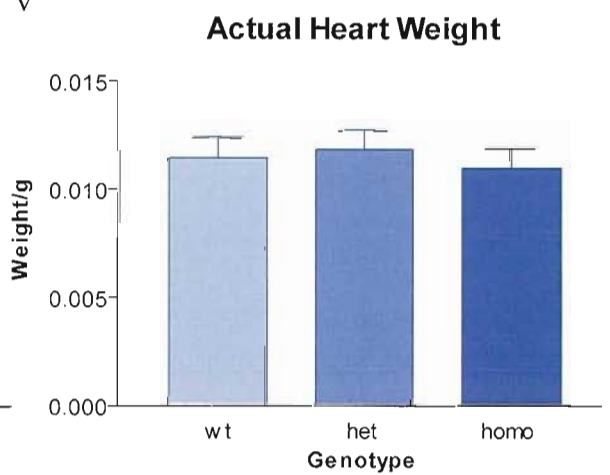 V
Actual Heart Weight
0.015
0.010
0.005
0.000
Weight/g
wt
het
homo
Genotype